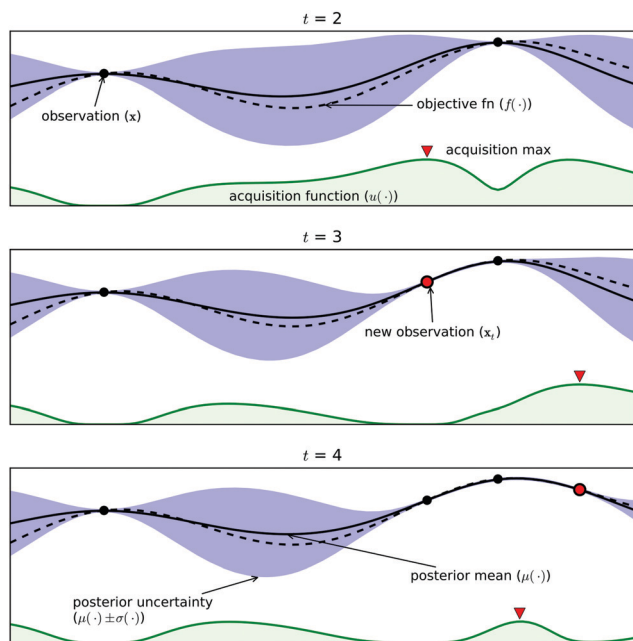 t = 2
observation (x)
objective fn (f(·))
acquisition max
acquisition function (u(·))
t = 3
new observation (xₜ)
t = 4
posterior mean (μ(·))
posterior uncertainty
(μ(·) ±σ(·))